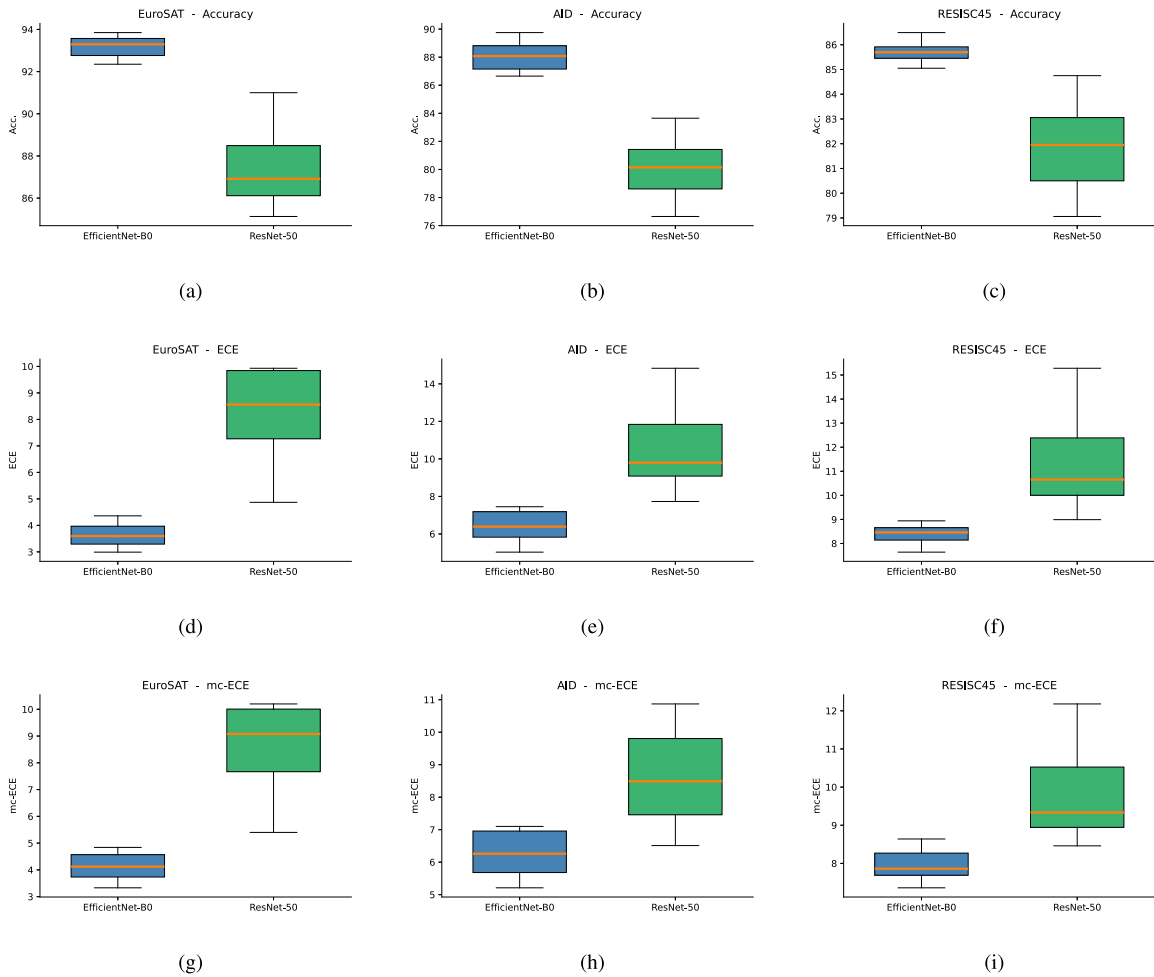 EuroSAT - Accuracy
94
92
90
88
86
Acc.
EfficientNet-B0 ResNet-50
(a)
AID - Accuracy
90
88
86
84
82
80
78
76
Acc.
EfficientNet-B0 ResNet-50
(b)
RESISC45 - Accuracy
86
85
84
83
82
81
80
79
Acc.
EfficientNet-B0 ResNet-50
(c)
EuroSAT - ECE
10
9
8
7
6
5
4
3
ECE
EfficientNet-B0 ResNet-50
(d)
AID - ECE
14
12
10
8
6
ECE
EfficientNet-B0 ResNet-50
(e)
RESISC45 - ECE
15
14
13
12
11
10
9
8
ECE
EfficientNet-B0 ResNet-50
(f)
EuroSAT - mc-ECE
10
9
8
7
6
5
4
3
mc-ECE
EfficientNet-B0 ResNet-50
(g)
AID - mc-ECE
11
10
9
8
7
6
5
mc-ECE
EfficientNet-B0 ResNet-50
(h)
RESISC45 - mc-ECE
12
11
10
9
8
mc-ECE
EfficientNet-B0 ResNet-50
(i)